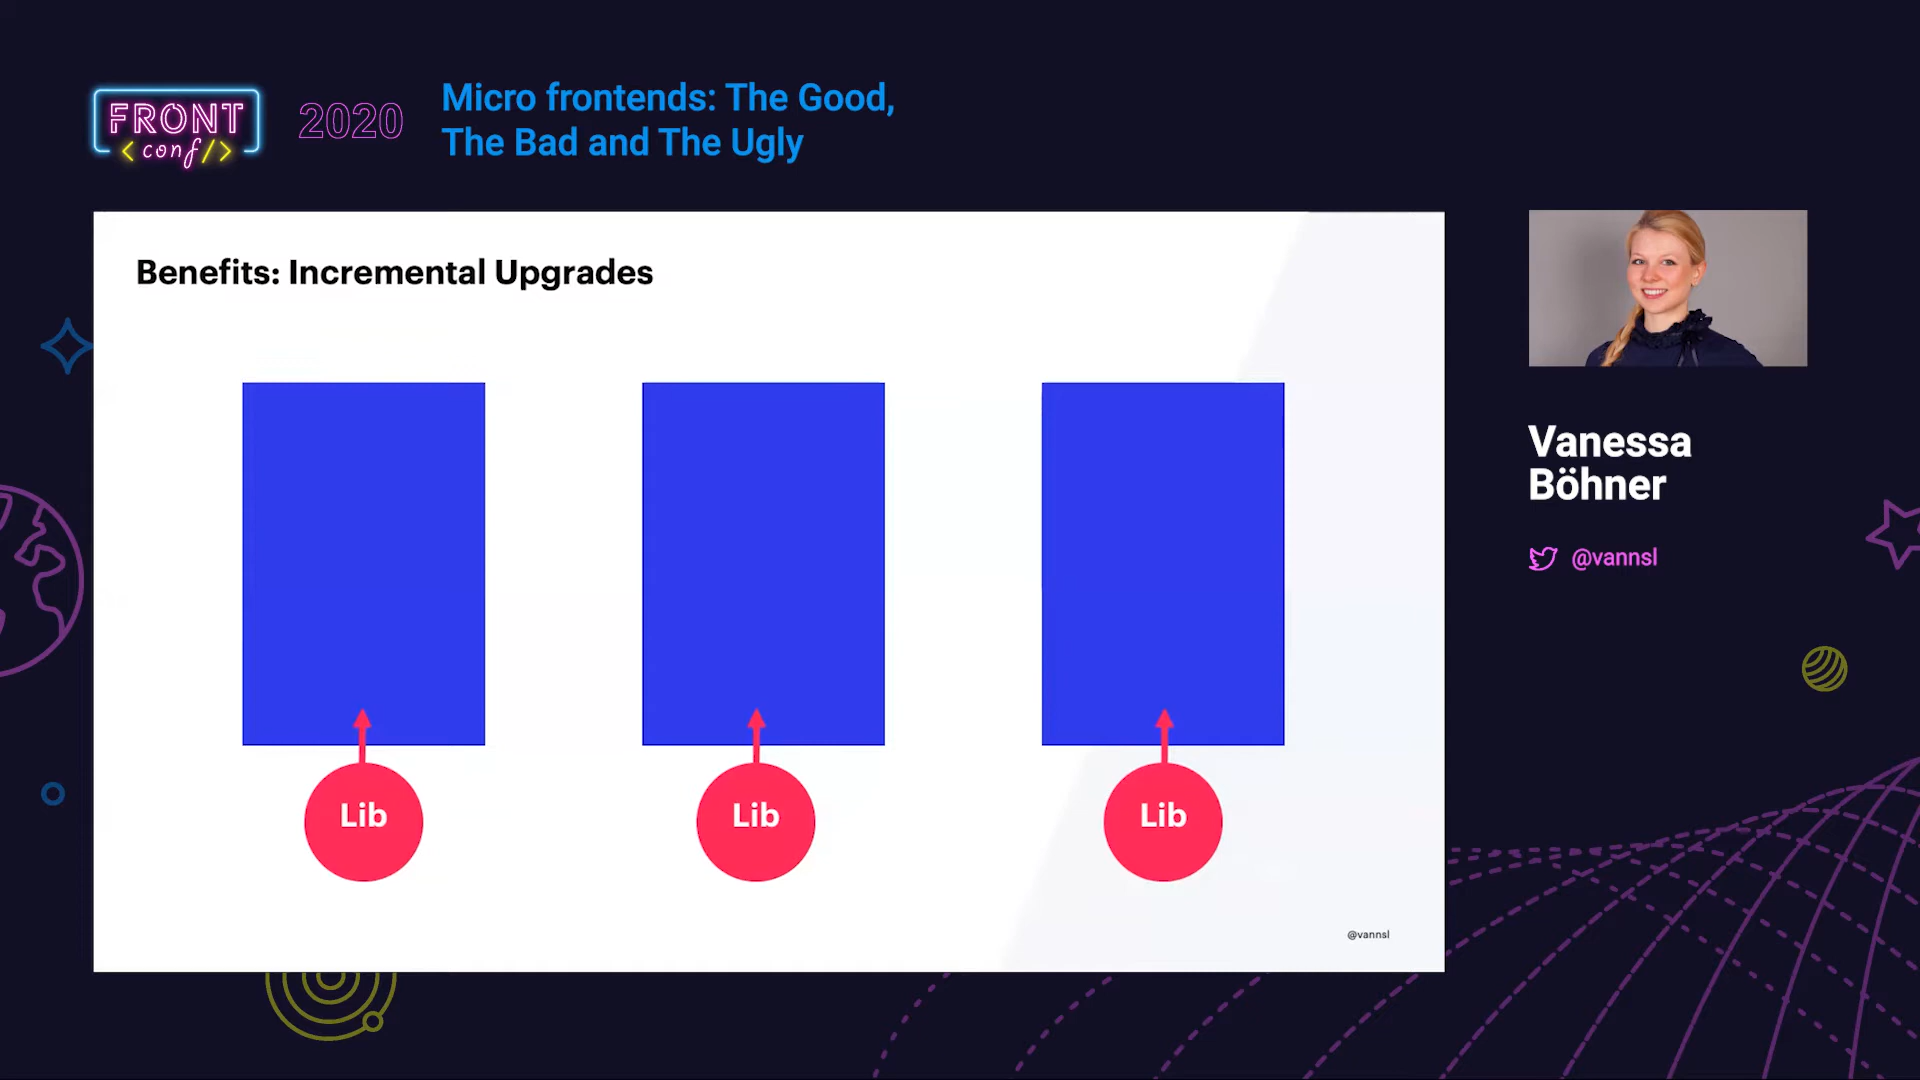 FRONT
<conf/>
2020
Micro frontends: The Good,
The Bad and The Ugly
Benefits: Incremental Upgrades
Lib
Lib
Lib
@vannsl
Vanessa
Böhner
@vannsl